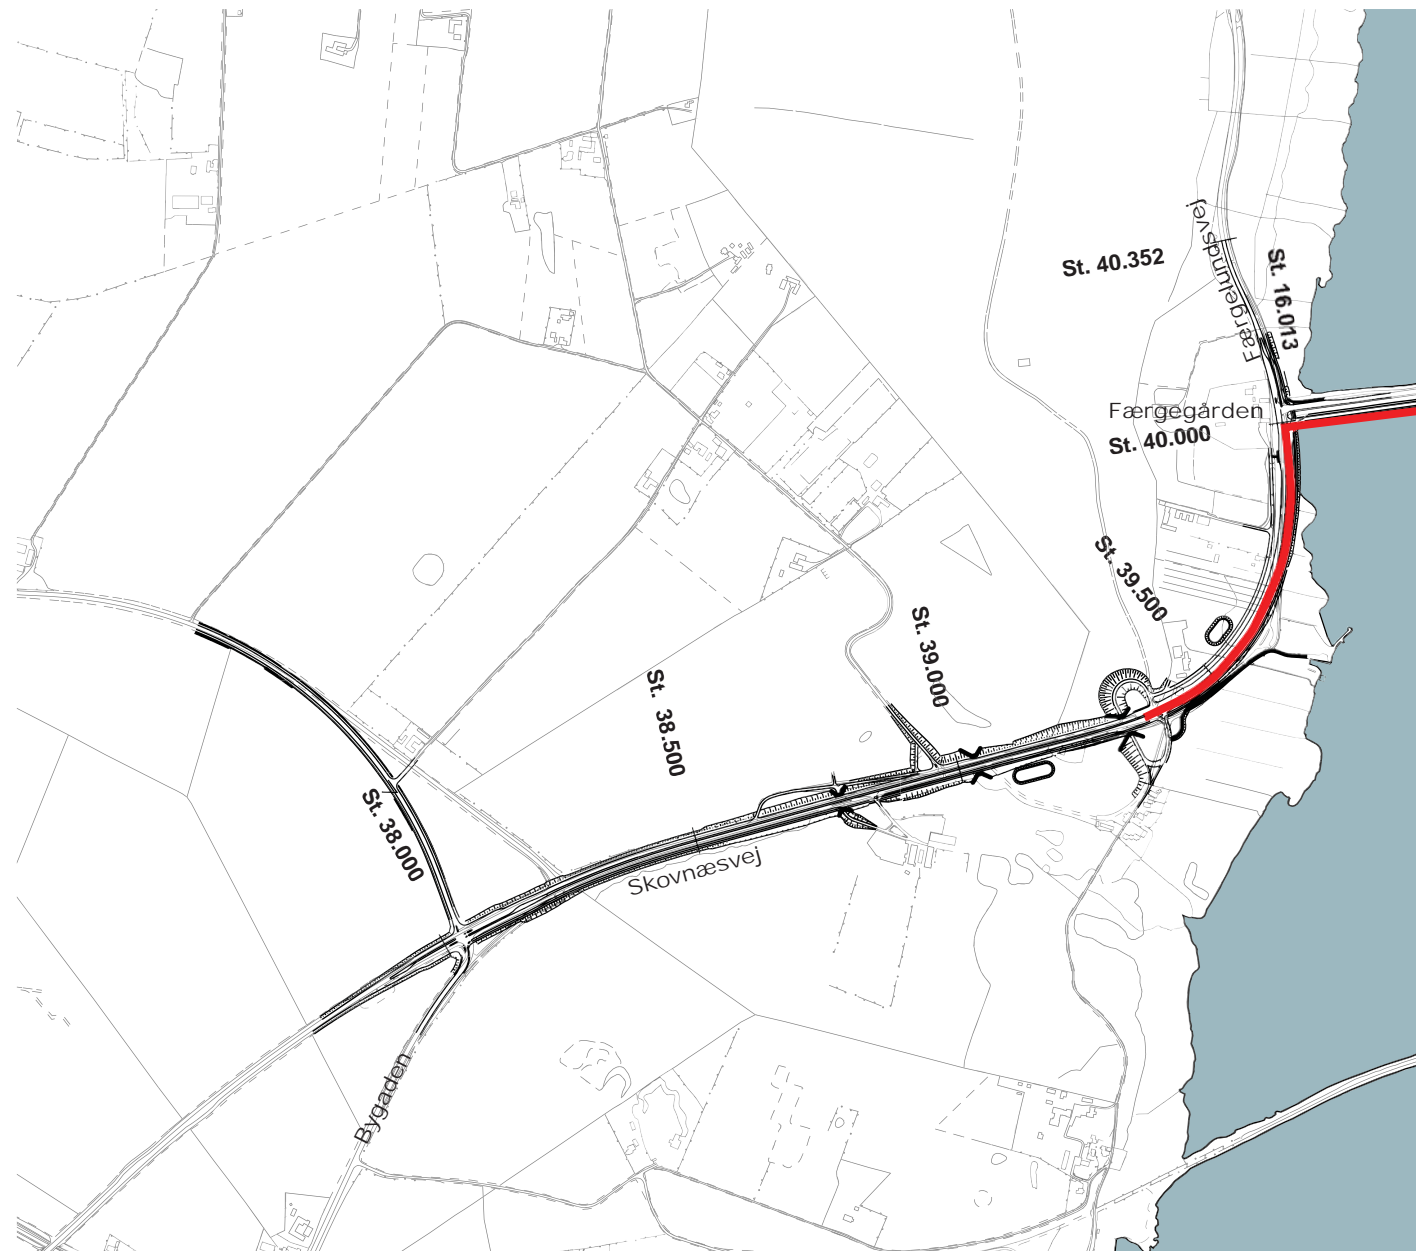 Færgelundsvej
St. 40.352
St. 16.013
Færgegården
St. 40.000
St. 39.500
St. 39.000
St. 38.500
St. 38.000
Skovnæsvej
Bygaden